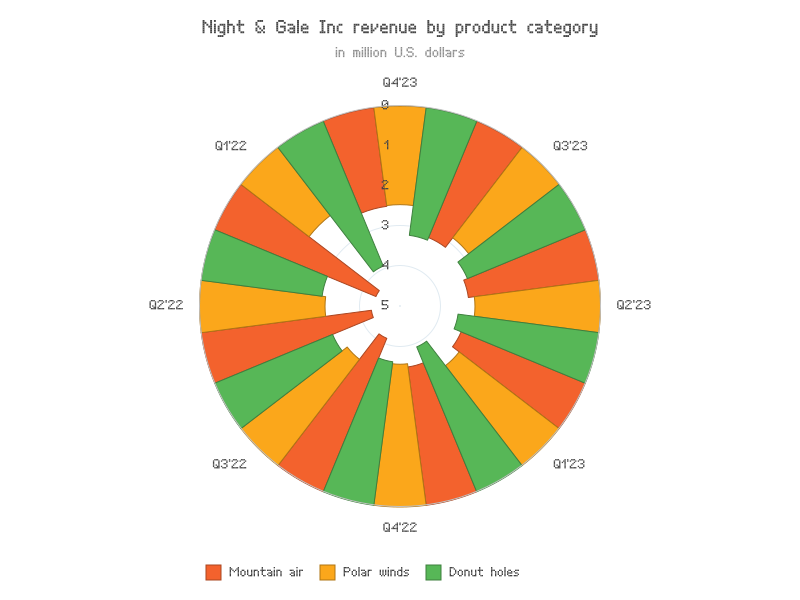 Night & Gale Inc revenue by product category
in million U.S. dollars
Q4'23
0
Q1'22
1
Q3'23
2
3
4
Q2'22
5
Q2'23
Q3'22
Q1'23
Q4'22
Mountain air
Polar winds
Donut holes